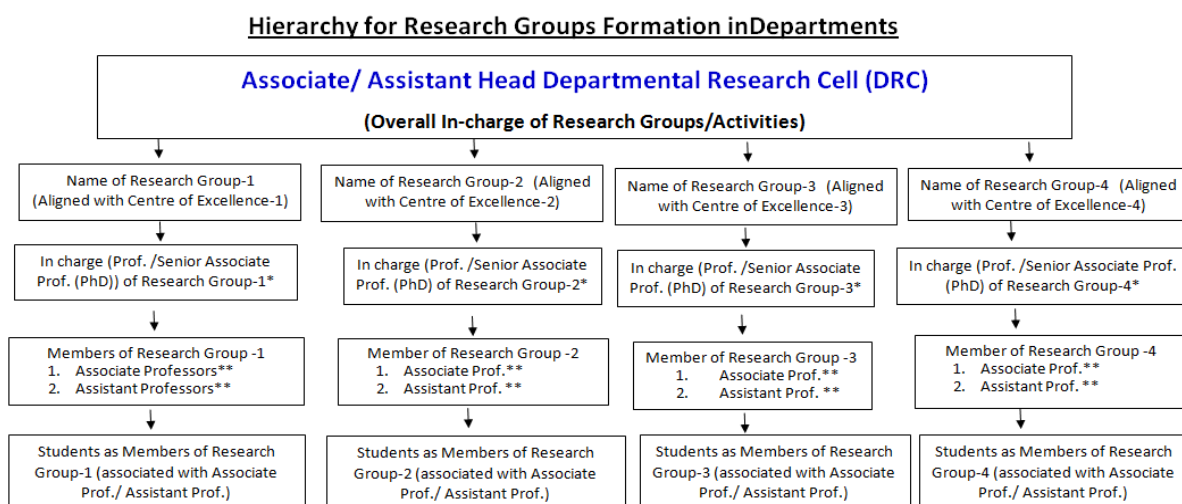 Hierarchy for Research Groups Formation inDepartments
Associate/ Assistant Head Departmental Research Cell (DRC)
(Overall In-charge of Research Groups/Activities)
Name of Research Group-1
(Aligned with Centre of Excellence-1)
Name of Research Group-2 (Aligned
with Centre of Excellence-2)
Name of Research Group-3 (Aligned
with Centre of Excellence-3)
Name of Research Group-4 (Aligned
with Centre of Excellence-4)
In charge (Prof. /Senior Associate
Prof. (PhD)) of Research Group-1*
In charge (Prof. /Senior Associate
Prof. (PhD) of Research Group-2*
In charge (Prof. /Senior Associate
Prof. (PhD) of Research Group-3*
In charge (Prof. /Senior Associate Prof.
(PhD) of Research Group-4*
Members of Research Group -1
1. Associate Professors**
2. Assistant Professors**
Member of Research Group -2
1. Associate Prof.**
2. Assistant Prof. **
Member of Research Group -3
1. Associate Prof.**
2. Assistant Prof. **
Member of Research Group -4
1. Associate Prof.**
2. Assistant Prof. **
Students as Members of Research
Group-1 (associated with Associate
Prof./ Assistant Prof.)
Students as Members of Research
Group-2 (associated with Associate
Prof./ Assistant Prof.)
Students as Members of Research
Group-3 (associated with Associate
Prof./ Assistant Prof.)
Students as Members of Research
Group-4 (associated with Associate
Prof./ Assistant Prof.)